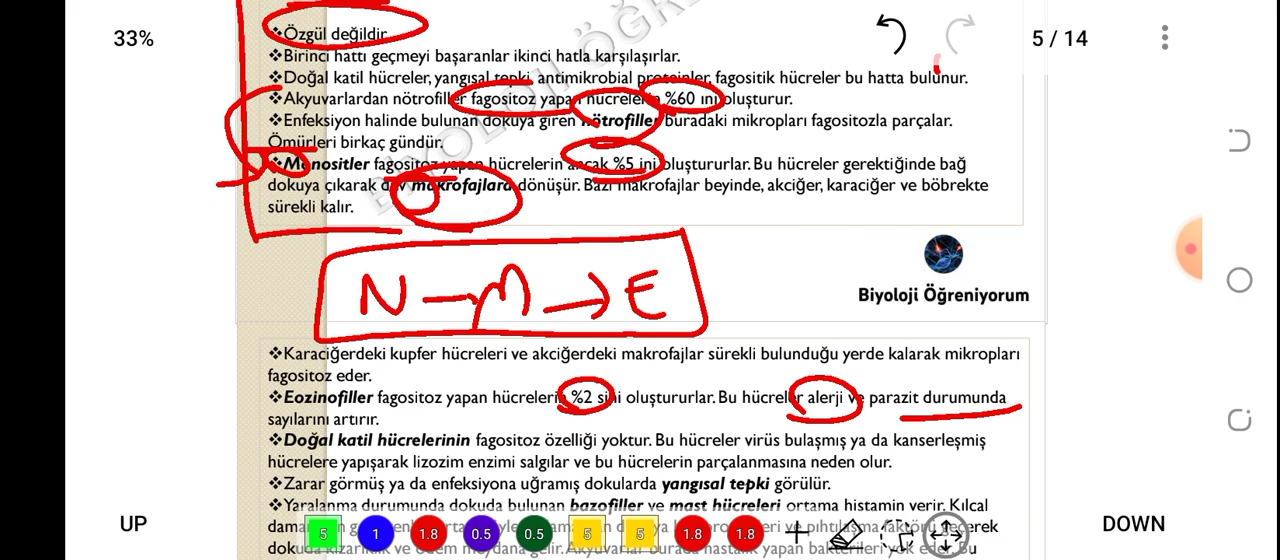 33%
5 / 14
❖Özgül değildir.
❖Birinci hattı geçmeyi başaranlar ikinci hatla karşılaşırlar.
❖Doğal katil hücreler, yangısal tepki antimikrobial proteinler, fagositik hücreler bu hatta bulunur.
❖Akyuvarlardan nötrofiller fagositoz yapan hücrelerin %60 ını oluşturur.
❖Enfeksiyon halinde bulunan dokuya giren nötrofiller buradaki mikropları fagositozla parçalar.
Ömürleri birkaç gündür.
❖Monositler fagositoz yapan hücrelerin ancak %5 ini oluştururlar. Bu hücreler gerektiğinde bağ
dokuya çıkarak dev makrofajlara dönüşür. Bazı makrofajlar beyinde, akciğer, karaciğer ve böbrekte
sürekli kalır.
BİYOLOJİ ÖĞRE
N → M → E
Biyoloji Öğreniyorum
❖Karaciğerdeki kupfer hücreleri ve akciğerdeki makrofajlar sürekli bulunduğu yerde kalarak mikropları
fagositoz eder.
❖Eozinofiller fagositoz yapan hücrelerin %2 sini oluştururlar. Bu hücreler alerji ve parazit durumunda
sayılarını artırır.
❖Doğal katil hücrelerinin fagositoz özelliği yoktur. Bu hücreler virüs bulaşmış ya da kanserleşmiş
hücrelere yapışarak lizozim enzimi salgılar ve bu hücrelerin parçalanmasına neden olur.
❖Zarar görmüş ya da enfeksiyona uğramış dokularda yangısal tepki görülür.
❖Yaralanma durumunda dokuda bulunan bazofiller ve mast hücreleri ortama histamin verir. Kılcal
UP
5 1 1.8 0.5 0.5 5 5 1.8 1.8
DOWN